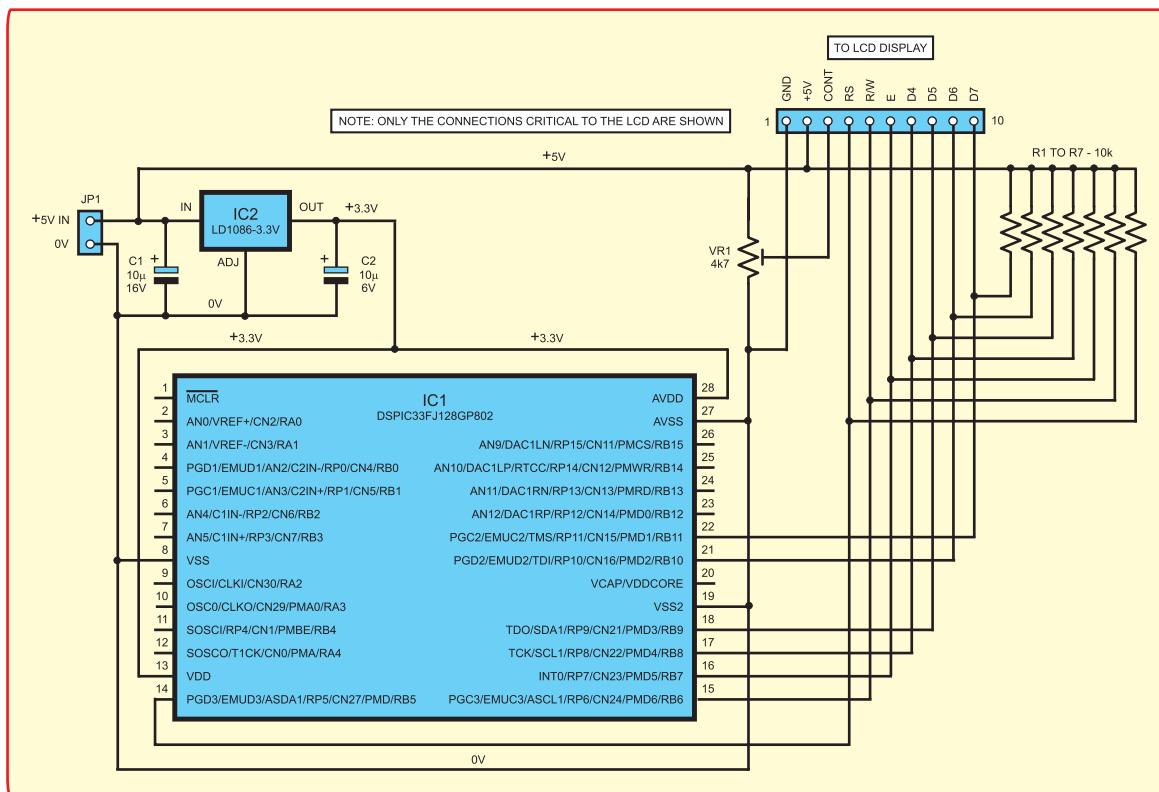 TO LCD DISPLAY
GND
+5V
CONT
RS
R/W
E
D4
D5
D6
D7
1
10
NOTE: ONLY THE CONNECTIONS CRITICAL TO THE LCD ARE SHOWN
+5V
R1 TO R7 - 10k
JP1
+5V IN
0V
IN
IC2
LD1086-3.3V
OUT
ADJ
+3.3V
C1
10µ
16V
+
C2
10µ
6V
+
0V
VR1
4k7
+3.3V
+3.3V
IC1
DSPIC33FJ128GP802
1
MCLR
2
AN0/VREF+/CN2/RA0
3
AN1/VREF-/CN3/RA1
4
PGD1/EMUD1/AN2/C2IN-/RP0/CN4/RB0
5
PGC1/EMUC1/AN3/C2IN+/RP1/CN5/RB1
6
AN4/C1IN-/RP2/CN6/RB2
7
AN5/C1IN+/RP3/CN7/RB3
8
VSS
9
OSCI/CLKI/CN30/RA2
10
OSC0/CLKO/CN29/PMA0/RA3
11
SOSCI/RP4/CN1/PMBE/RB4
12
SOSCO/T1CK/CN0/PMA/RA4
13
VDD
14
PGD3/EMUD3/ASDA1/RP5/CN27/PMD/RB5
28
AVDD
27
AVSS
26
AN9/DAC1LN/RP15/CN11/PMCS/RB15
25
AN10/DAC1LP/RTCC/RP14/CN12/PMWR/RB14
24
AN11/DAC1RN/RP13/CN13/PMRD/RB13
23
AN12/DAC1RP/RP12/CN14/PMD0/RB12
22
PGC2/EMUC2/TMS/RP11/CN15/PMD1/RB11
21
PGD2/EMUD2/TDI/RP10/CN16/PMD2/RB10
20
VCAP/VDDCORE
19
VSS2
18
TDO/SDA1/RP9/CN21/PMD3/RB9
17
TCK/SCL1/RP8/CN22/PMD4/RB8
16
INT0/RP7/CN23/PMD5/RB7
15
PGC3/EMUC3/ASCL1/RP6/CN24/PMD6/RB6
0V